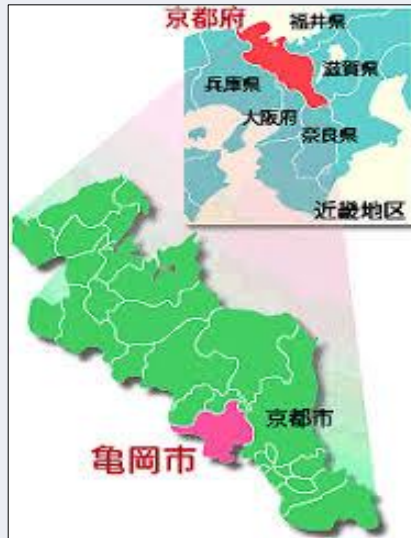 京都府
福井県
滋賀県
兵庫県
大阪府
奈良県
近畿地区
京都市
亀岡市